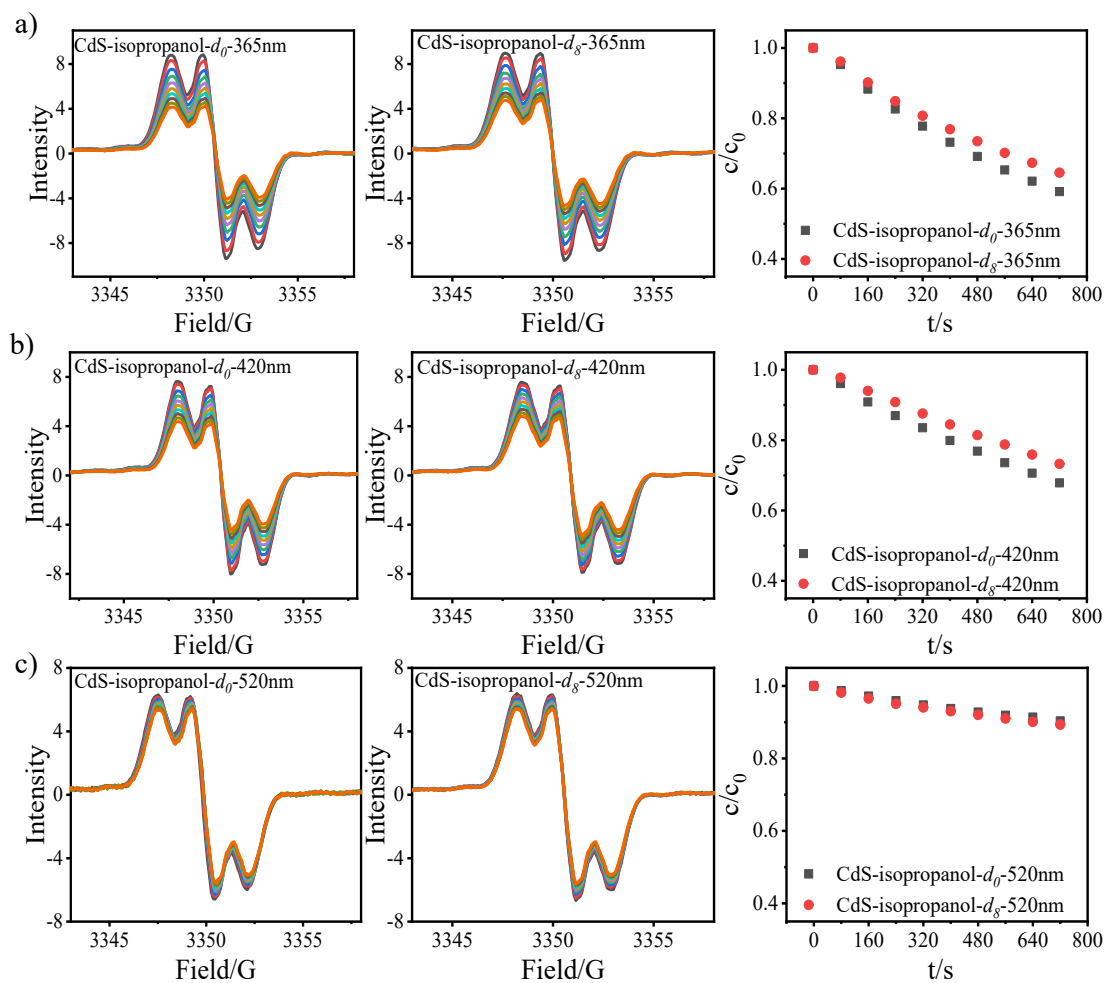 a)
CdS-isopropanol-d0-365nm
8
4
0
-4
-8
Intensity
3345
3350
3355
Field/G
CdS-isopropanol-d8-365nm
8
4
0
-4
-8
Intensity
3345
3350
3355
Field/G
1.0
0.8
0.6
0.4
c/c0
CdS-isopropanol-d0-365nm
CdS-isopropanol-d8-365nm
0 160 320 480 640 800
t/s
b)
CdS-isopropanol-d0-420nm
8
4
0
-4
-8
Intensity
3345
3350
3355
Field/G
CdS-isopropanol-d8-420nm
8
4
0
-4
-8
Intensity
3345
3350
3355
Field/G
1.0
0.8
0.6
0.4
c/c0
CdS-isopropanol-d0-420nm
CdS-isopropanol-d8-420nm
0 160 320 480 640 800
t/s
c)
CdS-isopropanol-d0-520nm
8
4
0
-4
-8
Intensity
3345
3350
3355
Field/G
CdS-isopropanol-d8-520nm
8
4
0
-4
-8
Intensity
3345
3350
3355
Field/G
1.0
0.8
0.6
0.4
c/c0
CdS-isopropanol-d0-520nm
CdS-isopropanol-d8-520nm
0 160 320 480 640 800
t/s